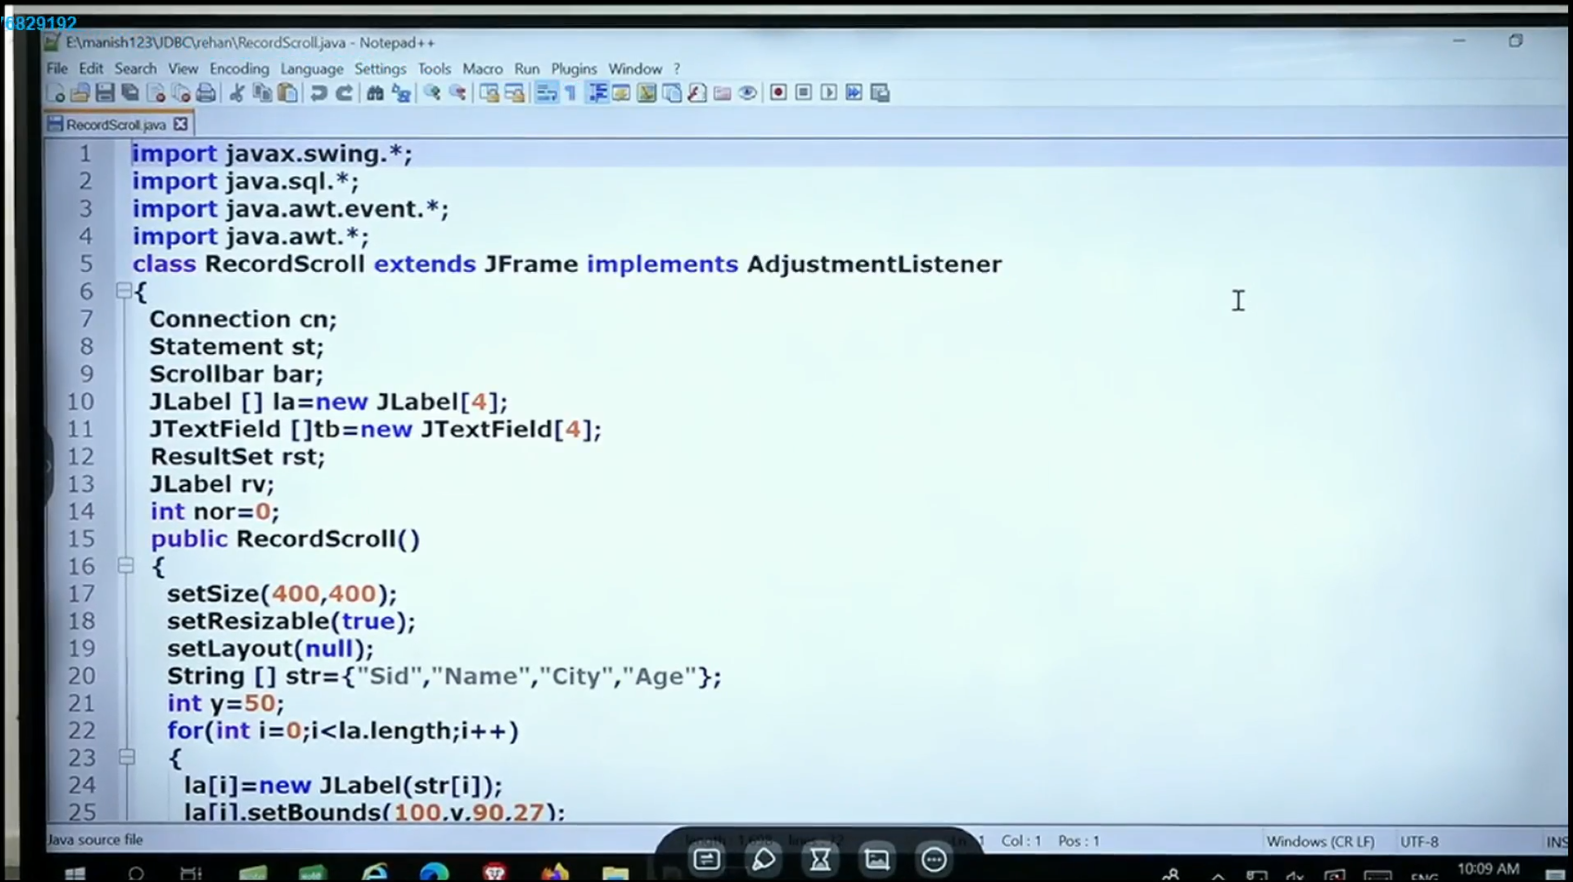 6829192
E:\manish123\JDBC\rehan\RecordScroll.java - Notepad++
File Edit Search View Encoding Language Settings Tools Macro Run Plugins Window ?
RecordScroll.java
1 import javax.swing.*;
2 import java.sql.*;
3 import java.awt.event.*;
4 import java.awt.*;
5 class RecordScroll extends JFrame implements AdjustmentListener
6 {
7 Connection cn;
8 Statement st;
9 Scrollbar bar;
10 JLabel [] la=new JLabel[4];
11 JTextField []tb=new JTextField[4];
12 ResultSet rst;
13 JLabel rv;
14 int nor=0;
15 public RecordScroll()
16 {
17 setSize(400,400);
18 setResizable(true);
19 setLayout(null);
20 String [] str={"Sid","Name","City","Age"};
21 int y=50;
22 for(int i=0;i<la.length;i++)
23 {
24 la[i]=new JLabel(str[i]);
25 la[i].setBounds(100,y,90,27);
Java source file Col : 1 Pos : 1 Windows (CR LF) UTF-8 INS
ENG 10:09 AM